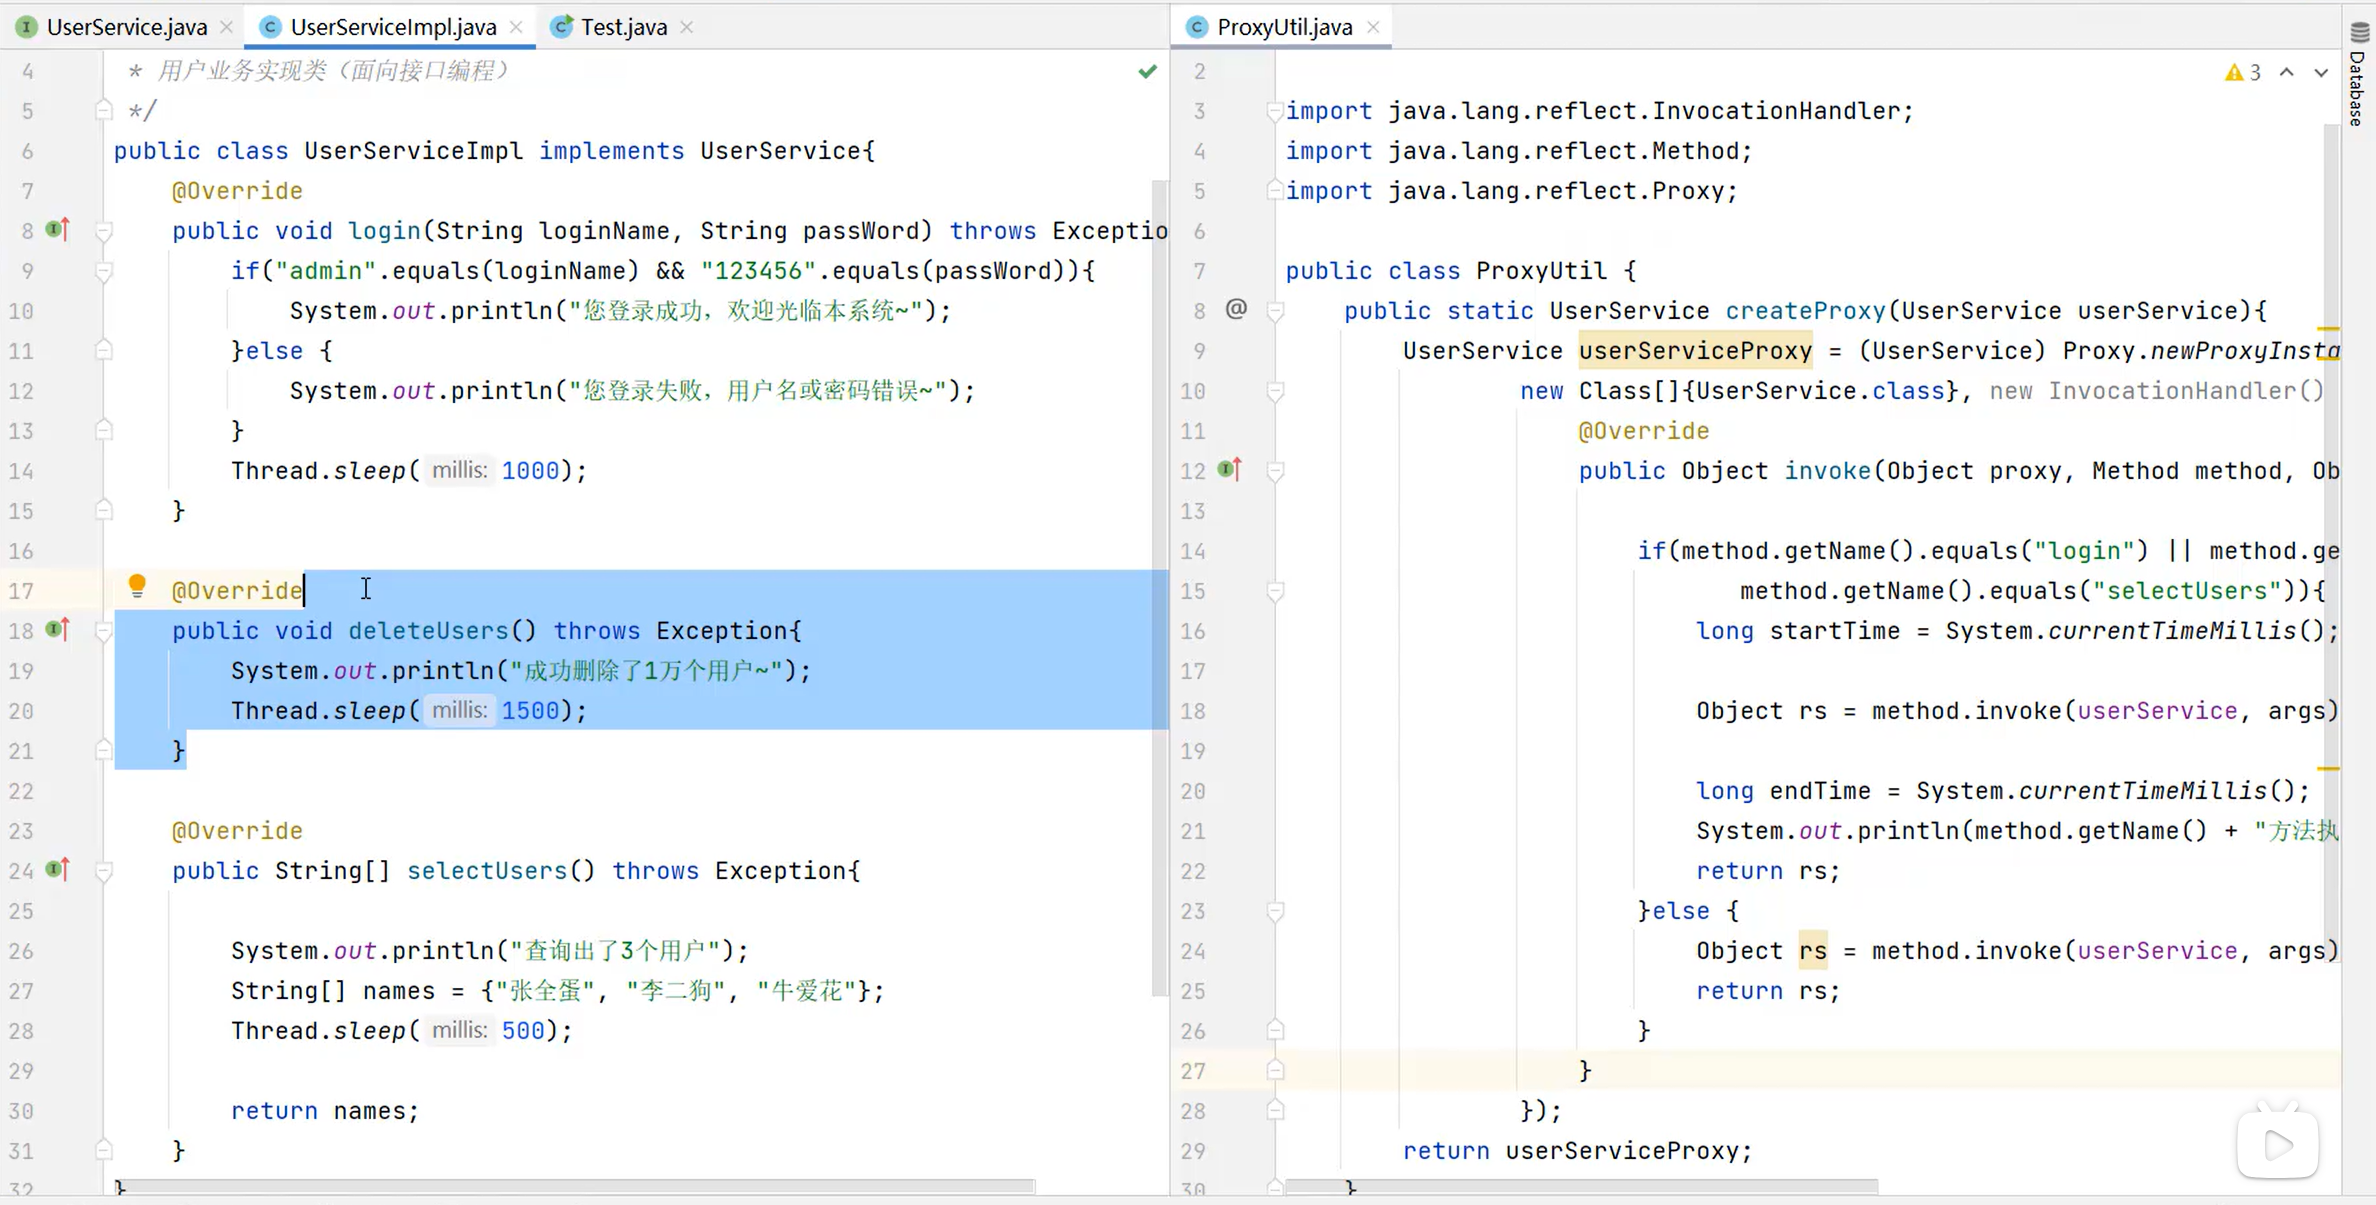 UserService.java
UserServiceImpl.java
Test.java
ProxyUtil.java
Database
4 * 用户业务实现类（面向接口编程）
5 */
6 public class UserServiceImpl implements UserService{
7 @Override
8 public void login(String loginName, String passWord) throws Exceptio
9 if("admin".equals(loginName) && "123456".equals(passWord)){
10 System.out.println("您登录成功，欢迎光临本系统~");
11 }else {
12 System.out.println("您登录失败，用户名或密码错误~");
13 }
14 Thread.sleep( millis: 1000);
15 }
16
17 @Override
18 public void deleteUsers() throws Exception{
19 System.out.println("成功删除了1万个用户~");
20 Thread.sleep( millis: 1500);
21 }
22
23 @Override
24 public String[] selectUsers() throws Exception{
25
26 System.out.println("查询出了3个用户");
27 String[] names = {"张全蛋", "李二狗", "牛爱花"};
28 Thread.sleep( millis: 500);
29
30 return names;
31 }
32 }
3
2
3 import java.lang.reflect.InvocationHandler;
4 import java.lang.reflect.Method;
5 import java.lang.reflect.Proxy;
6
7 public class ProxyUtil {
8 @ public static UserService createProxy(UserService userService){
9 UserService userServiceProxy = (UserService) Proxy.newProxyInsta
10 new Class[]{UserService.class}, new InvocationHandler()
11 @Override
12 public Object invoke(Object proxy, Method method, Ob
13
14 if(method.getName().equals("login") || method.ge
15 method.getName().equals("selectUsers")){
16 long startTime = System.currentTimeMillis();
17
18 Object rs = method.invoke(userService, args)
19
20 long endTime = System.currentTimeMillis();
21 System.out.println(method.getName() + "方法执
22 return rs;
23 }else {
24 Object rs = method.invoke(userService, args)
25 return rs;
26 }
27 }
28 });
29 return userServiceProxy;
30 }